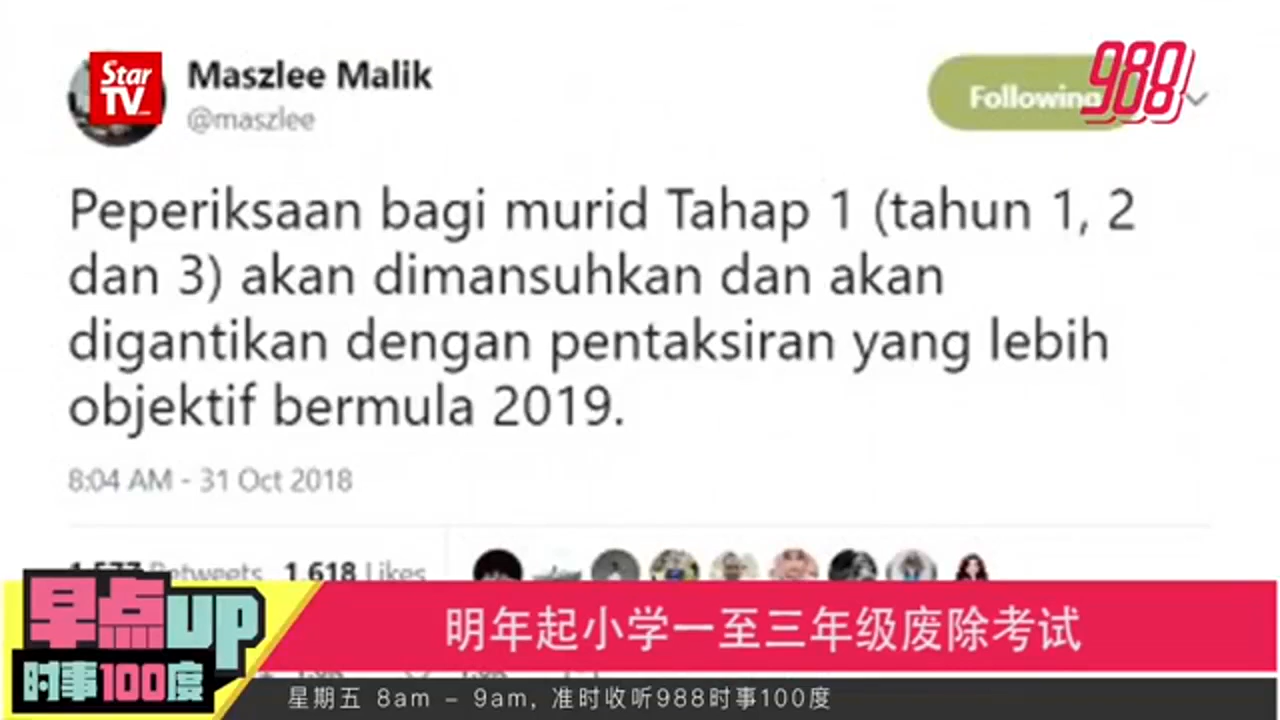 Star
TV
Maszlee Malik
@maszlee
Following
988
Peperiksaan bagi murid Tahap 1 (tahun 1, 2
dan 3) akan dimansuhkan dan akan
digantikan dengan pentaksiran yang lebih
objektif bermula 2019.
8:04 AM - 31 Oct 2018
Retweets 1,618 Likes
早点UP
时事100度
明年起小学一至三年级废除考试
星期五 8am – 9am, 准时收听988时事100度